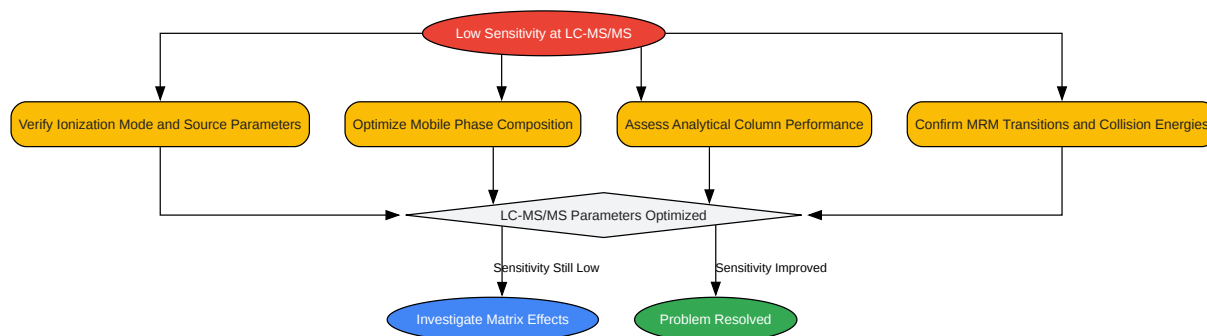 Low Sensitivity at LC-MS/MS
Verify Ionization Mode and Source Parameters
Optimize Mobile Phase Composition
Assess Analytical Column Performance
Confirm MRM Transitions and Collision Energies
LC-MS/MS Parameters Optimized
Sensitivity Still Low
Sensitivity Improved
Investigate Matrix Effects
Problem Resolved